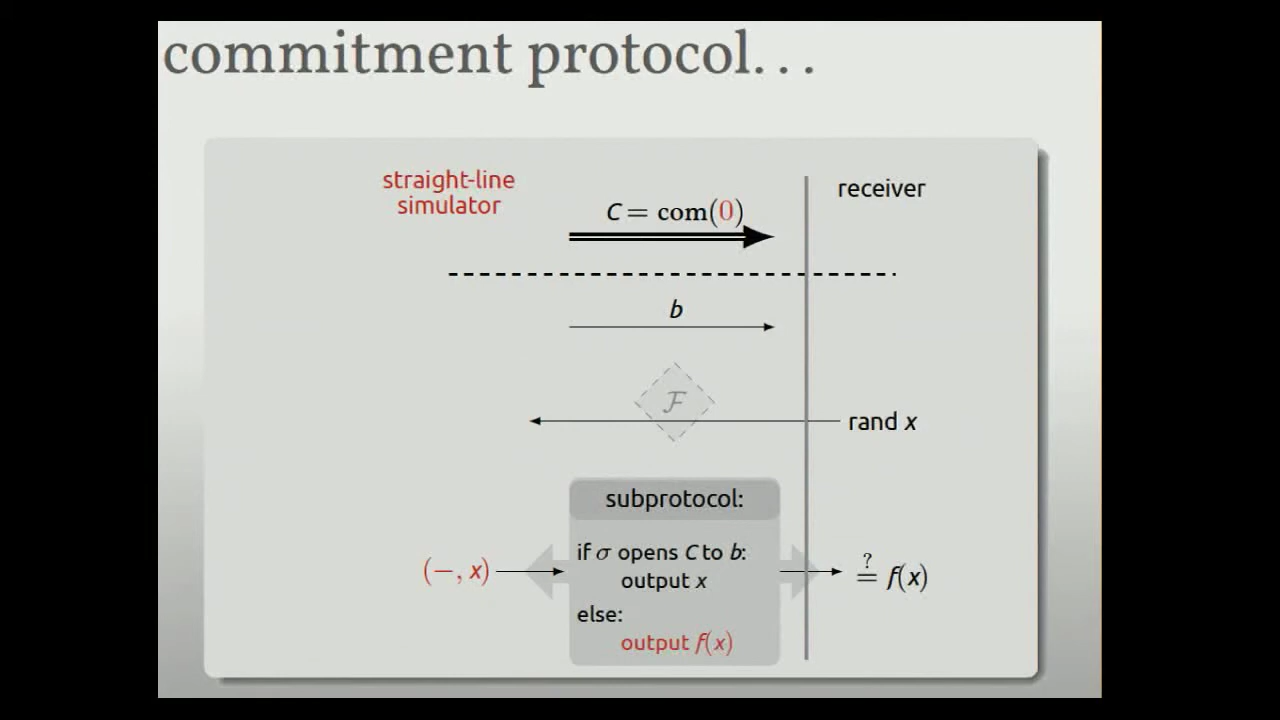 commitment protocol...
straight-line
simulator
receiver
C = com(0)
b
F
rand x
subprotocol:
if σ opens C to b:
output x
else:
output f(x)
(−, x)
?
= f(x)